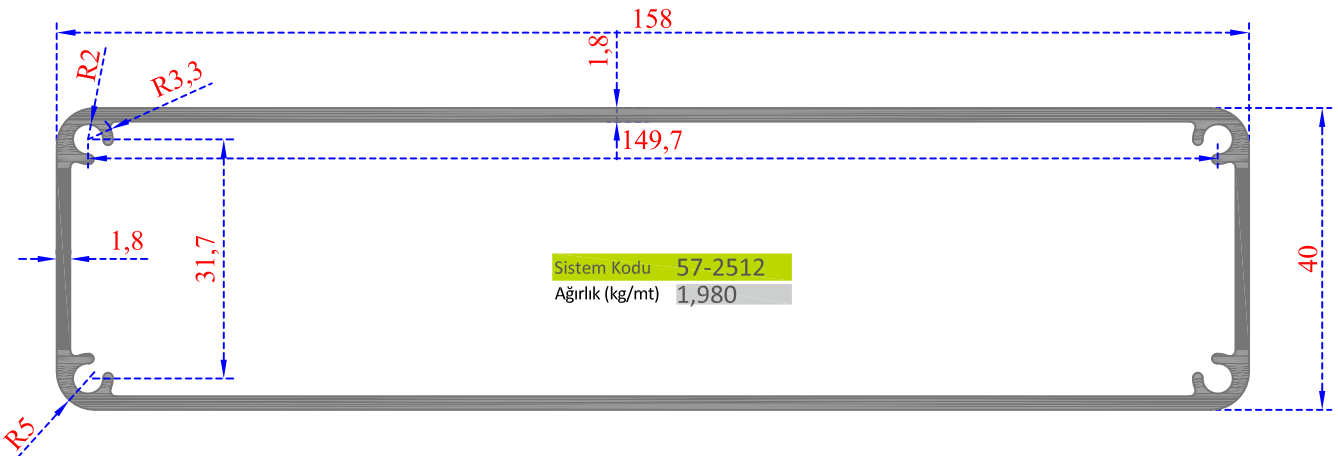 158
1,8
R2
R3,3
149,7
1,8
31,7
40
Sistem Kodu 57-2512
Ağırlık (kg/mt) 1,980
R5